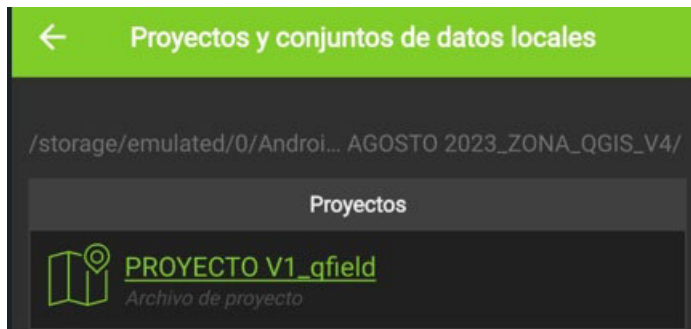 Proyectos y conjuntos de datos locales
/storage/emulated/0/Androi... AGOSTO 2023_ZONA_QGIS_V4/
Proyectos
PROYECTO V1_qfield
Archivo de proyecto